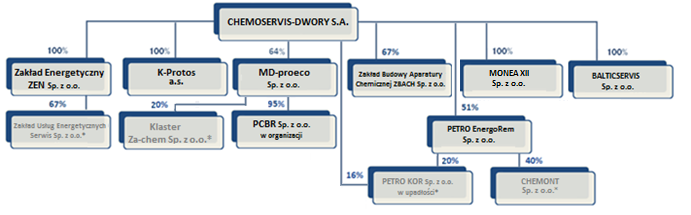 CHEMOSERVIS-DWORY S.A.
100%
100%
64%
67%
100%
100%
Zakład Energetyczny
ZEN Sp. z o.o.
K-Protos
a.s.
MD-proeco
Sp. z o.o.
Zakład Budowy Aparatury
Chemicznej ZBACH Sp. z o.o.
MONEA XII
Sp. z o.o.
BALTICSERVIS
Sp. z o.o.
67%
20%
95%
51%
Zakład Usług Energetycznych
Serwis Sp. z o.o.*
Klaster
Za-chem Sp. z o.o.*
PCBR Sp. z o.o.
w organizacji
PETRO EnergoRem
Sp. z o.o.
16%
20%
40%
PETRO KOR Sp. z o.o.
w upadłości*
CHEMONT
Sp. z o.o.*